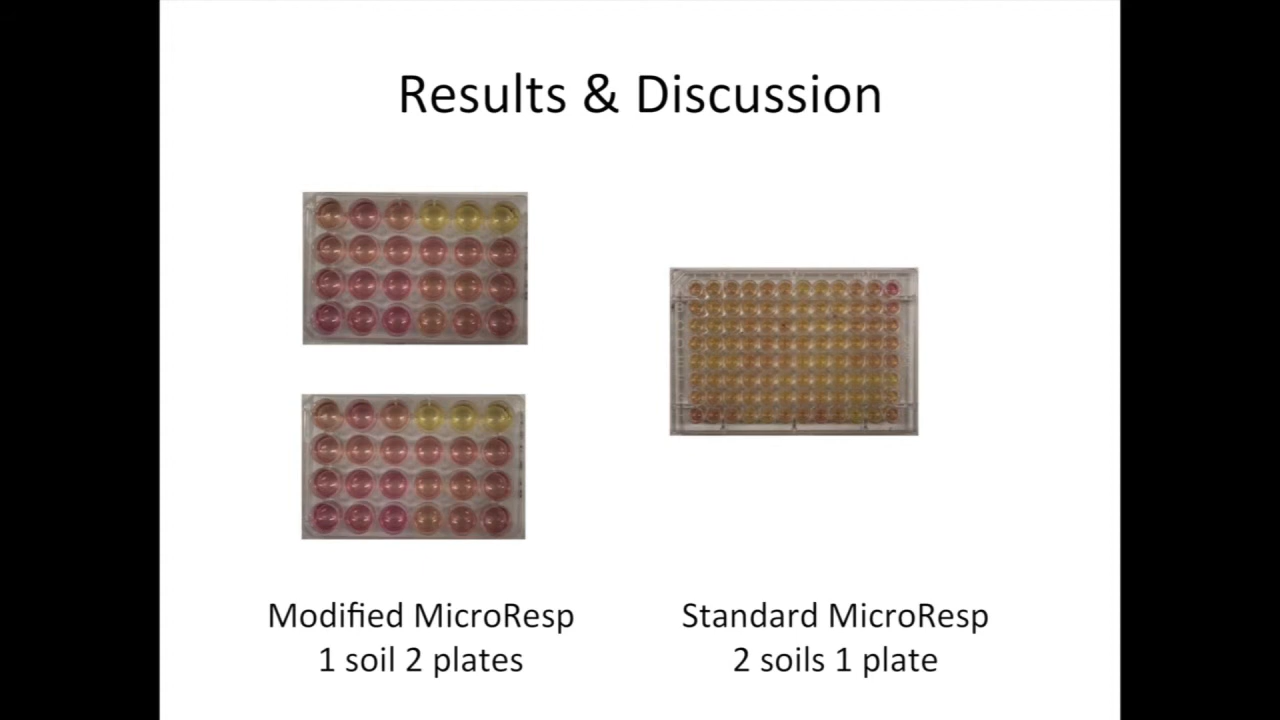 Results & Discussion
Modified MicroResp
1 soil 2 plates
Standard MicroResp
2 soils 1 plate